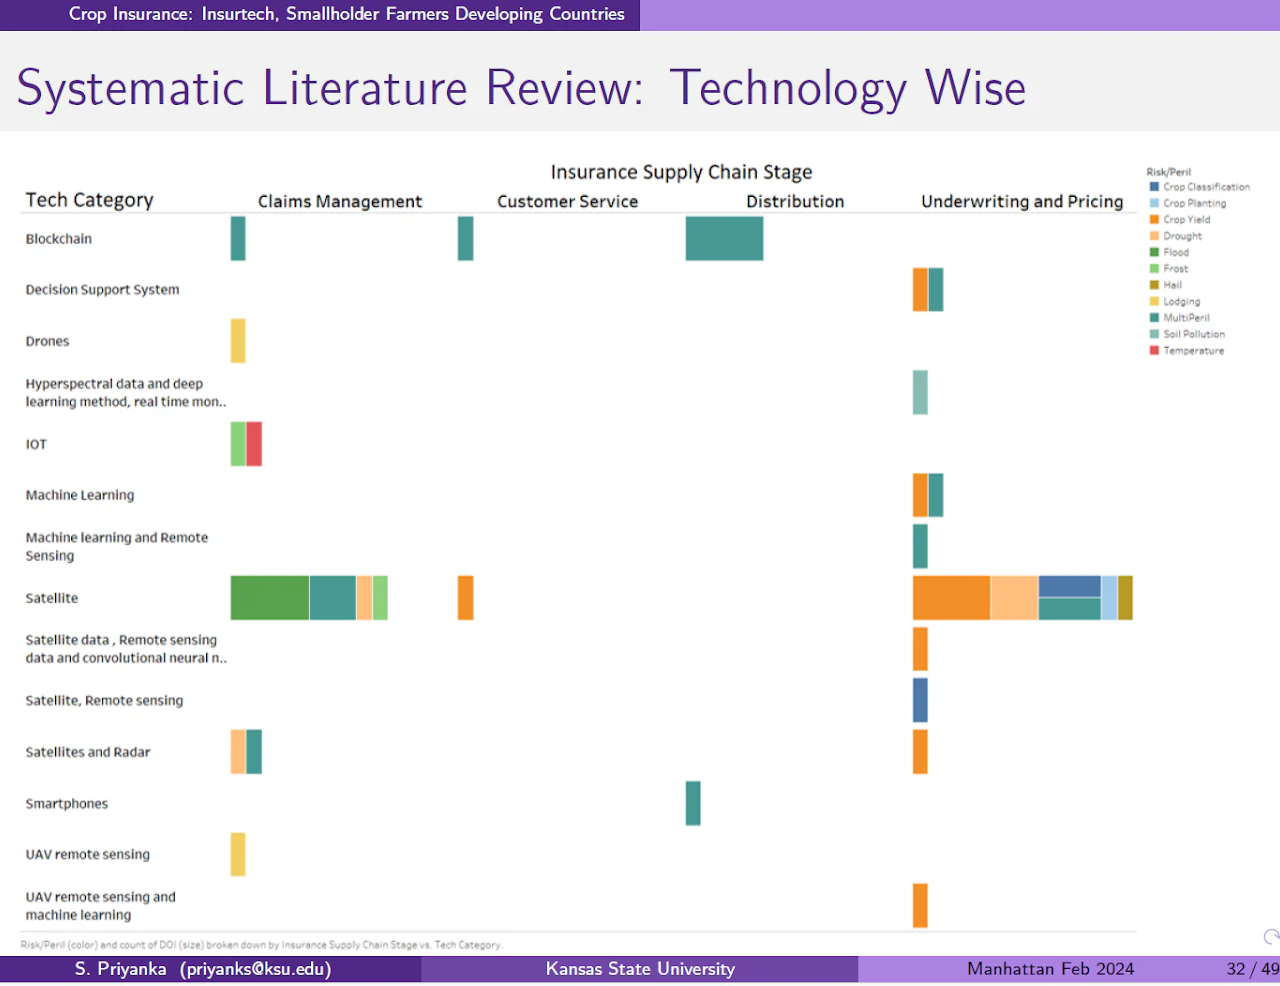 Crop Insurance: Insurtech, Smallholder Farmers Developing Countries
Systematic Literature Review: Technology Wise
Insurance Supply Chain Stage
Tech Category
Claims Management
Customer Service
Distribution
Underwriting and Pricing
Blockchain
Decision Support System
Drones
Hyperspectral data and deep
learning method, real time mon..
IOT
Machine Learning
Machine learning and Remote
Sensing
Satellite
Satellite data , Remote sensing
data and convolutional neural n..
Satellite, Remote sensing
Satellites and Radar
Smartphones
UAV remote sensing
UAV remote sensing and
machine learning
Risk/Peril
Crop Classification
Crop Planting
Crop Yield
Drought
Flood
Frost
Hail
Lodging
MultiPeril
Soil Pollution
Temperature
Risk/Peril (color) and count of DOI (size) broken down by Insurance Supply Chain Stage vs. Tech Category.
S. Priyanka (priyanks@ksu.edu)
Kansas State University
Manhattan Feb 2024
32 / 49